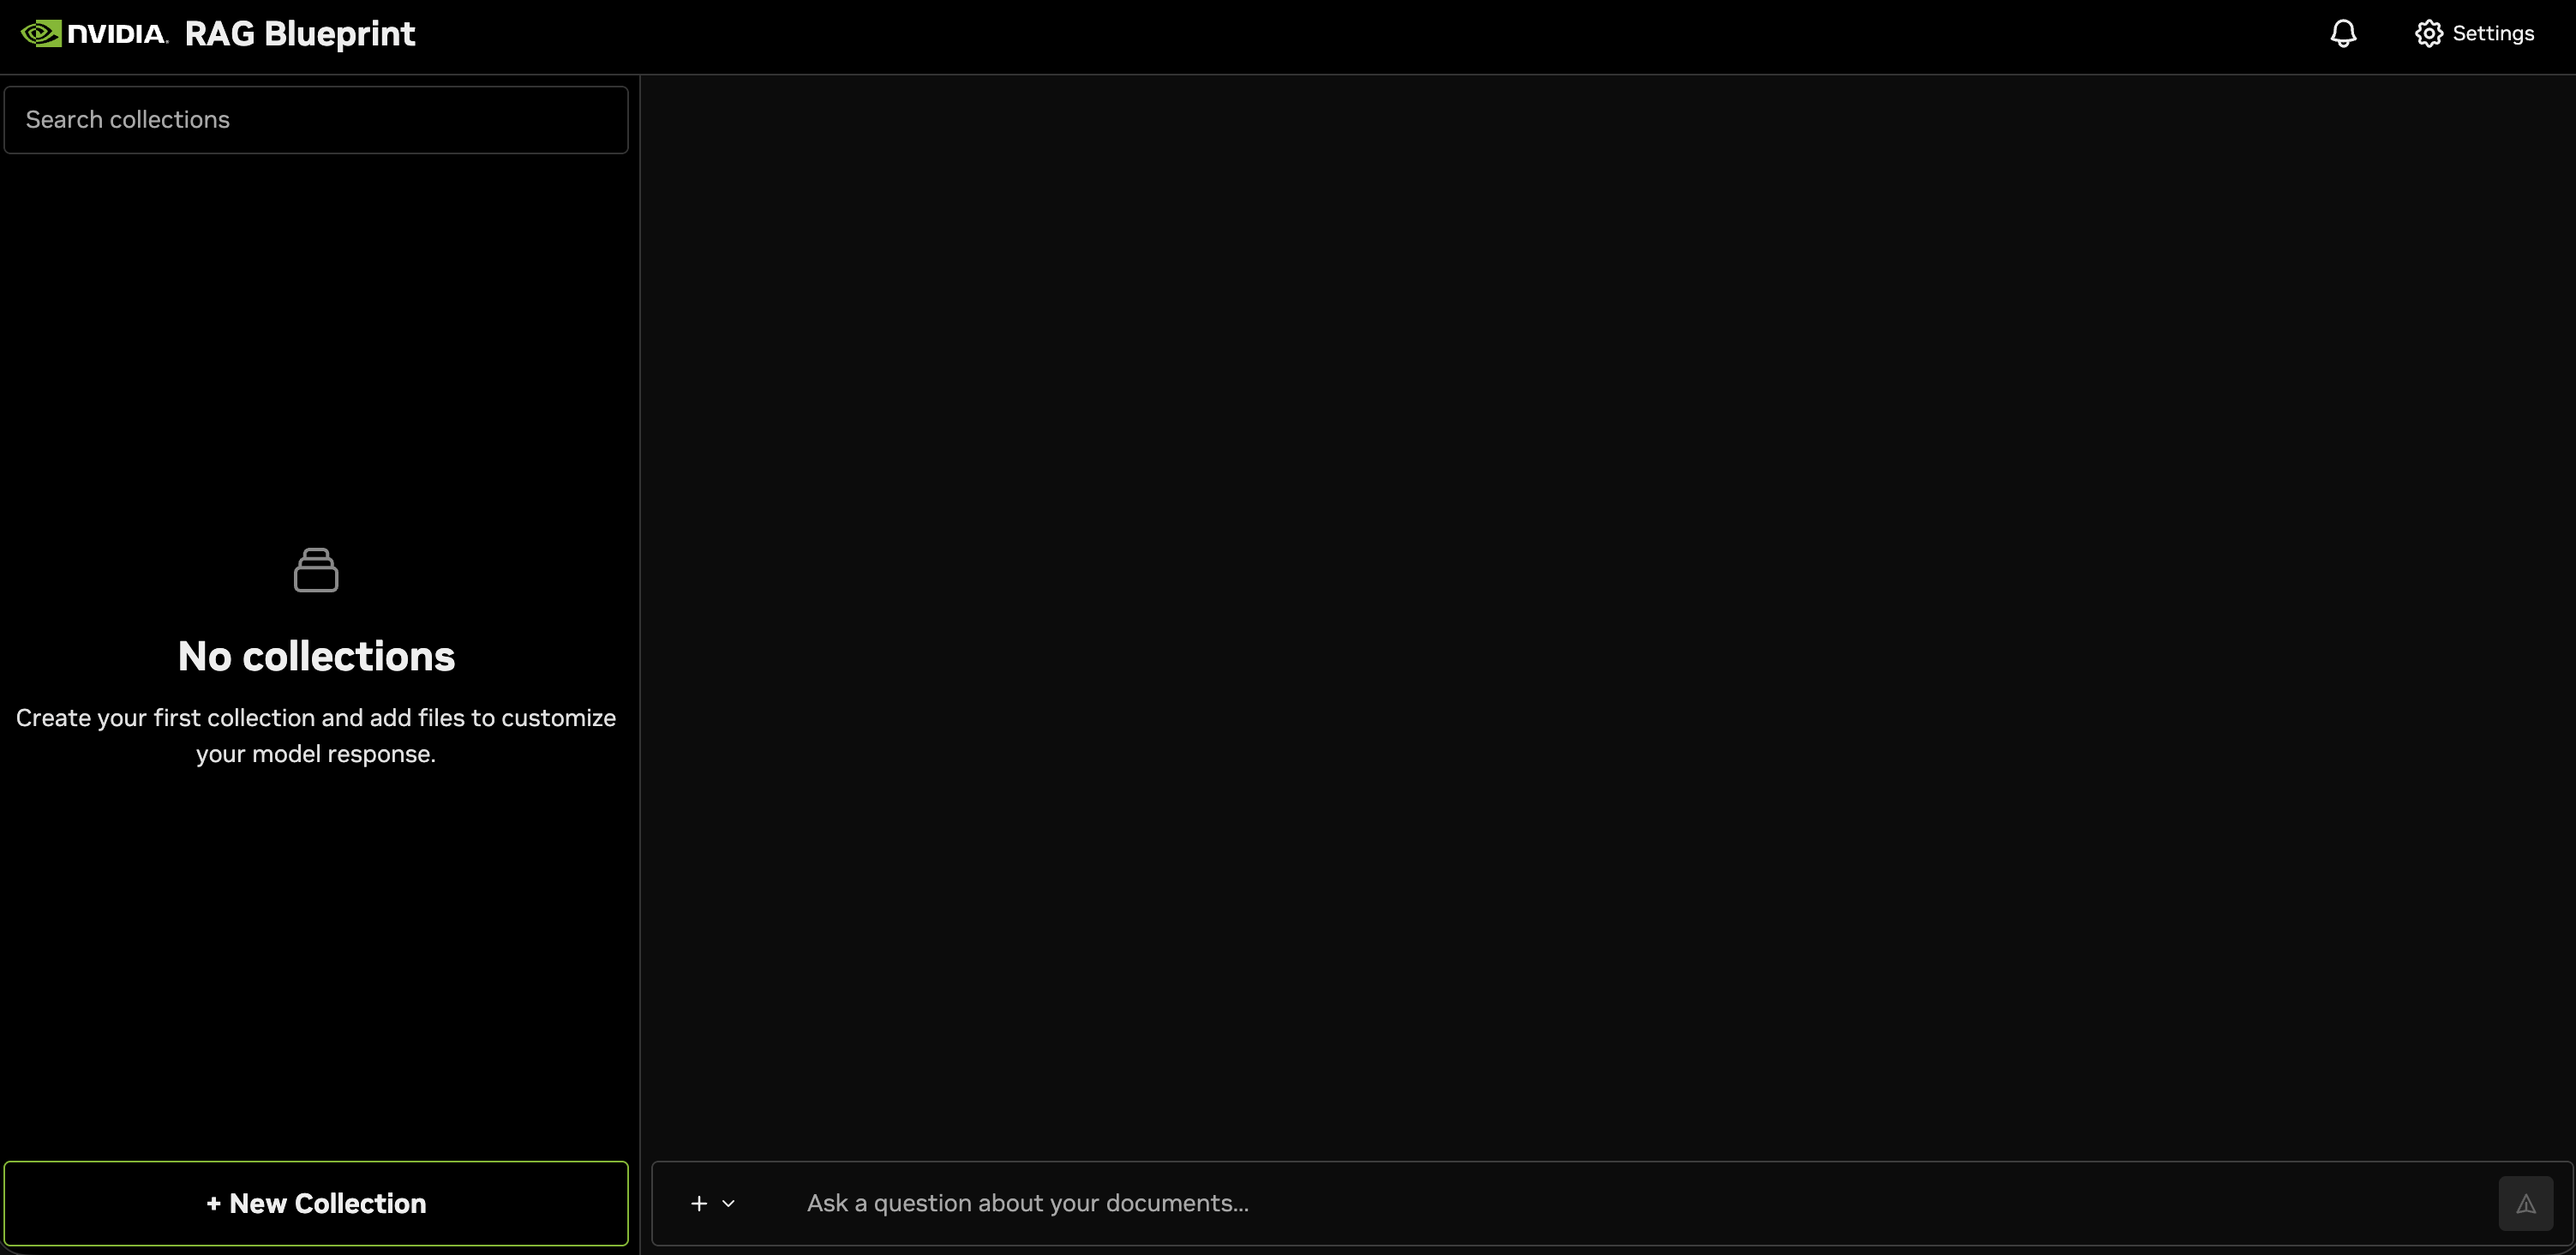 NVIDIA. RAG Blueprint
Settings
Search collections
No collections
Create your first collection and add files to customize
your model response.
+ New Collection
Ask a question about your documents...